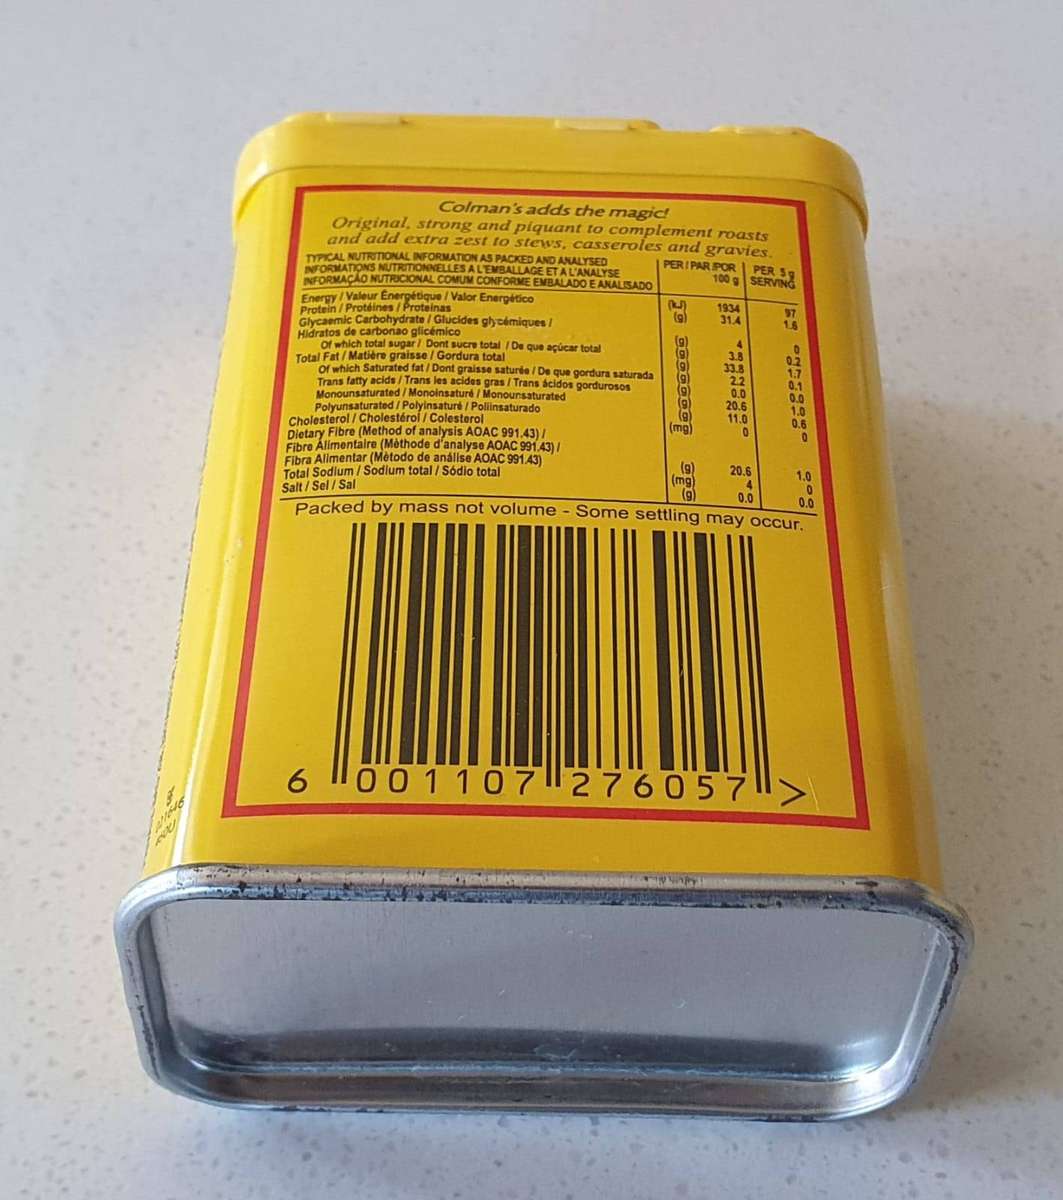 Colman's adds the magic!
Original, strong and piquant to complement roasts
and add extra zest to stews, casseroles and gravies.
TYPICAL NUTRITIONAL INFORMATION AS PACKED AND ANALYSED
INFORMATIONS NUTRITIONNELLES A L'EMBALLAGE ET A L'ANALYSE
INFORMAÇÃO NUTRICIONAL COMUM CONFORME EMBALADO E ANALISADO
PER / PAR /POR 100 g
PER 5 g SERVING
Energy / Valeur Énergétique / Valor Energético (kJ) 1934 97
Protein / Protéines / Proteinas (g) 31.4 1.6
Glycaemic Carbohydrate / Glucides glycémiques /
Hidratos de carbonao glicémico (g) 4 0
Of which total sugar / Dont sucre total / De que açúcar total (g) 3.8 0.2
Total Fat / Matière graisse / Gordura total (g) 33.8 1.7
Of which Saturated fat / Dont graisse saturée / De que gordura saturada (g) 2.2 0.1
Trans fatty acids / Trans les acides gras / Trans ácidos gordurosos (g) 0.0 0.0
Monounsaturated / Monoinsaturé / Monounsaturated (g) 20.6 1.0
Polyunsaturated / Polyinsaturé / Poliinsaturado (g) 11.0 0.6
Cholesterol / Cholestérol / Colesterol (mg) 0 0
Dietary Fibre (Method of analysis AOAC 991.43) /
Fibre Alimentaire (Mèthode d'analyse AOAC 991.43) /
Fibra Alimentar (Mètodo de análise AOAC 991.43) (g) 20.6 1.0
Total Sodium / Sodium total / Sódio total (mg) 4 0
Salt / Sel / Sal (g) 0.0 0.0
Packed by mass not volume - Some settling may occur.
6 001107 276057 >